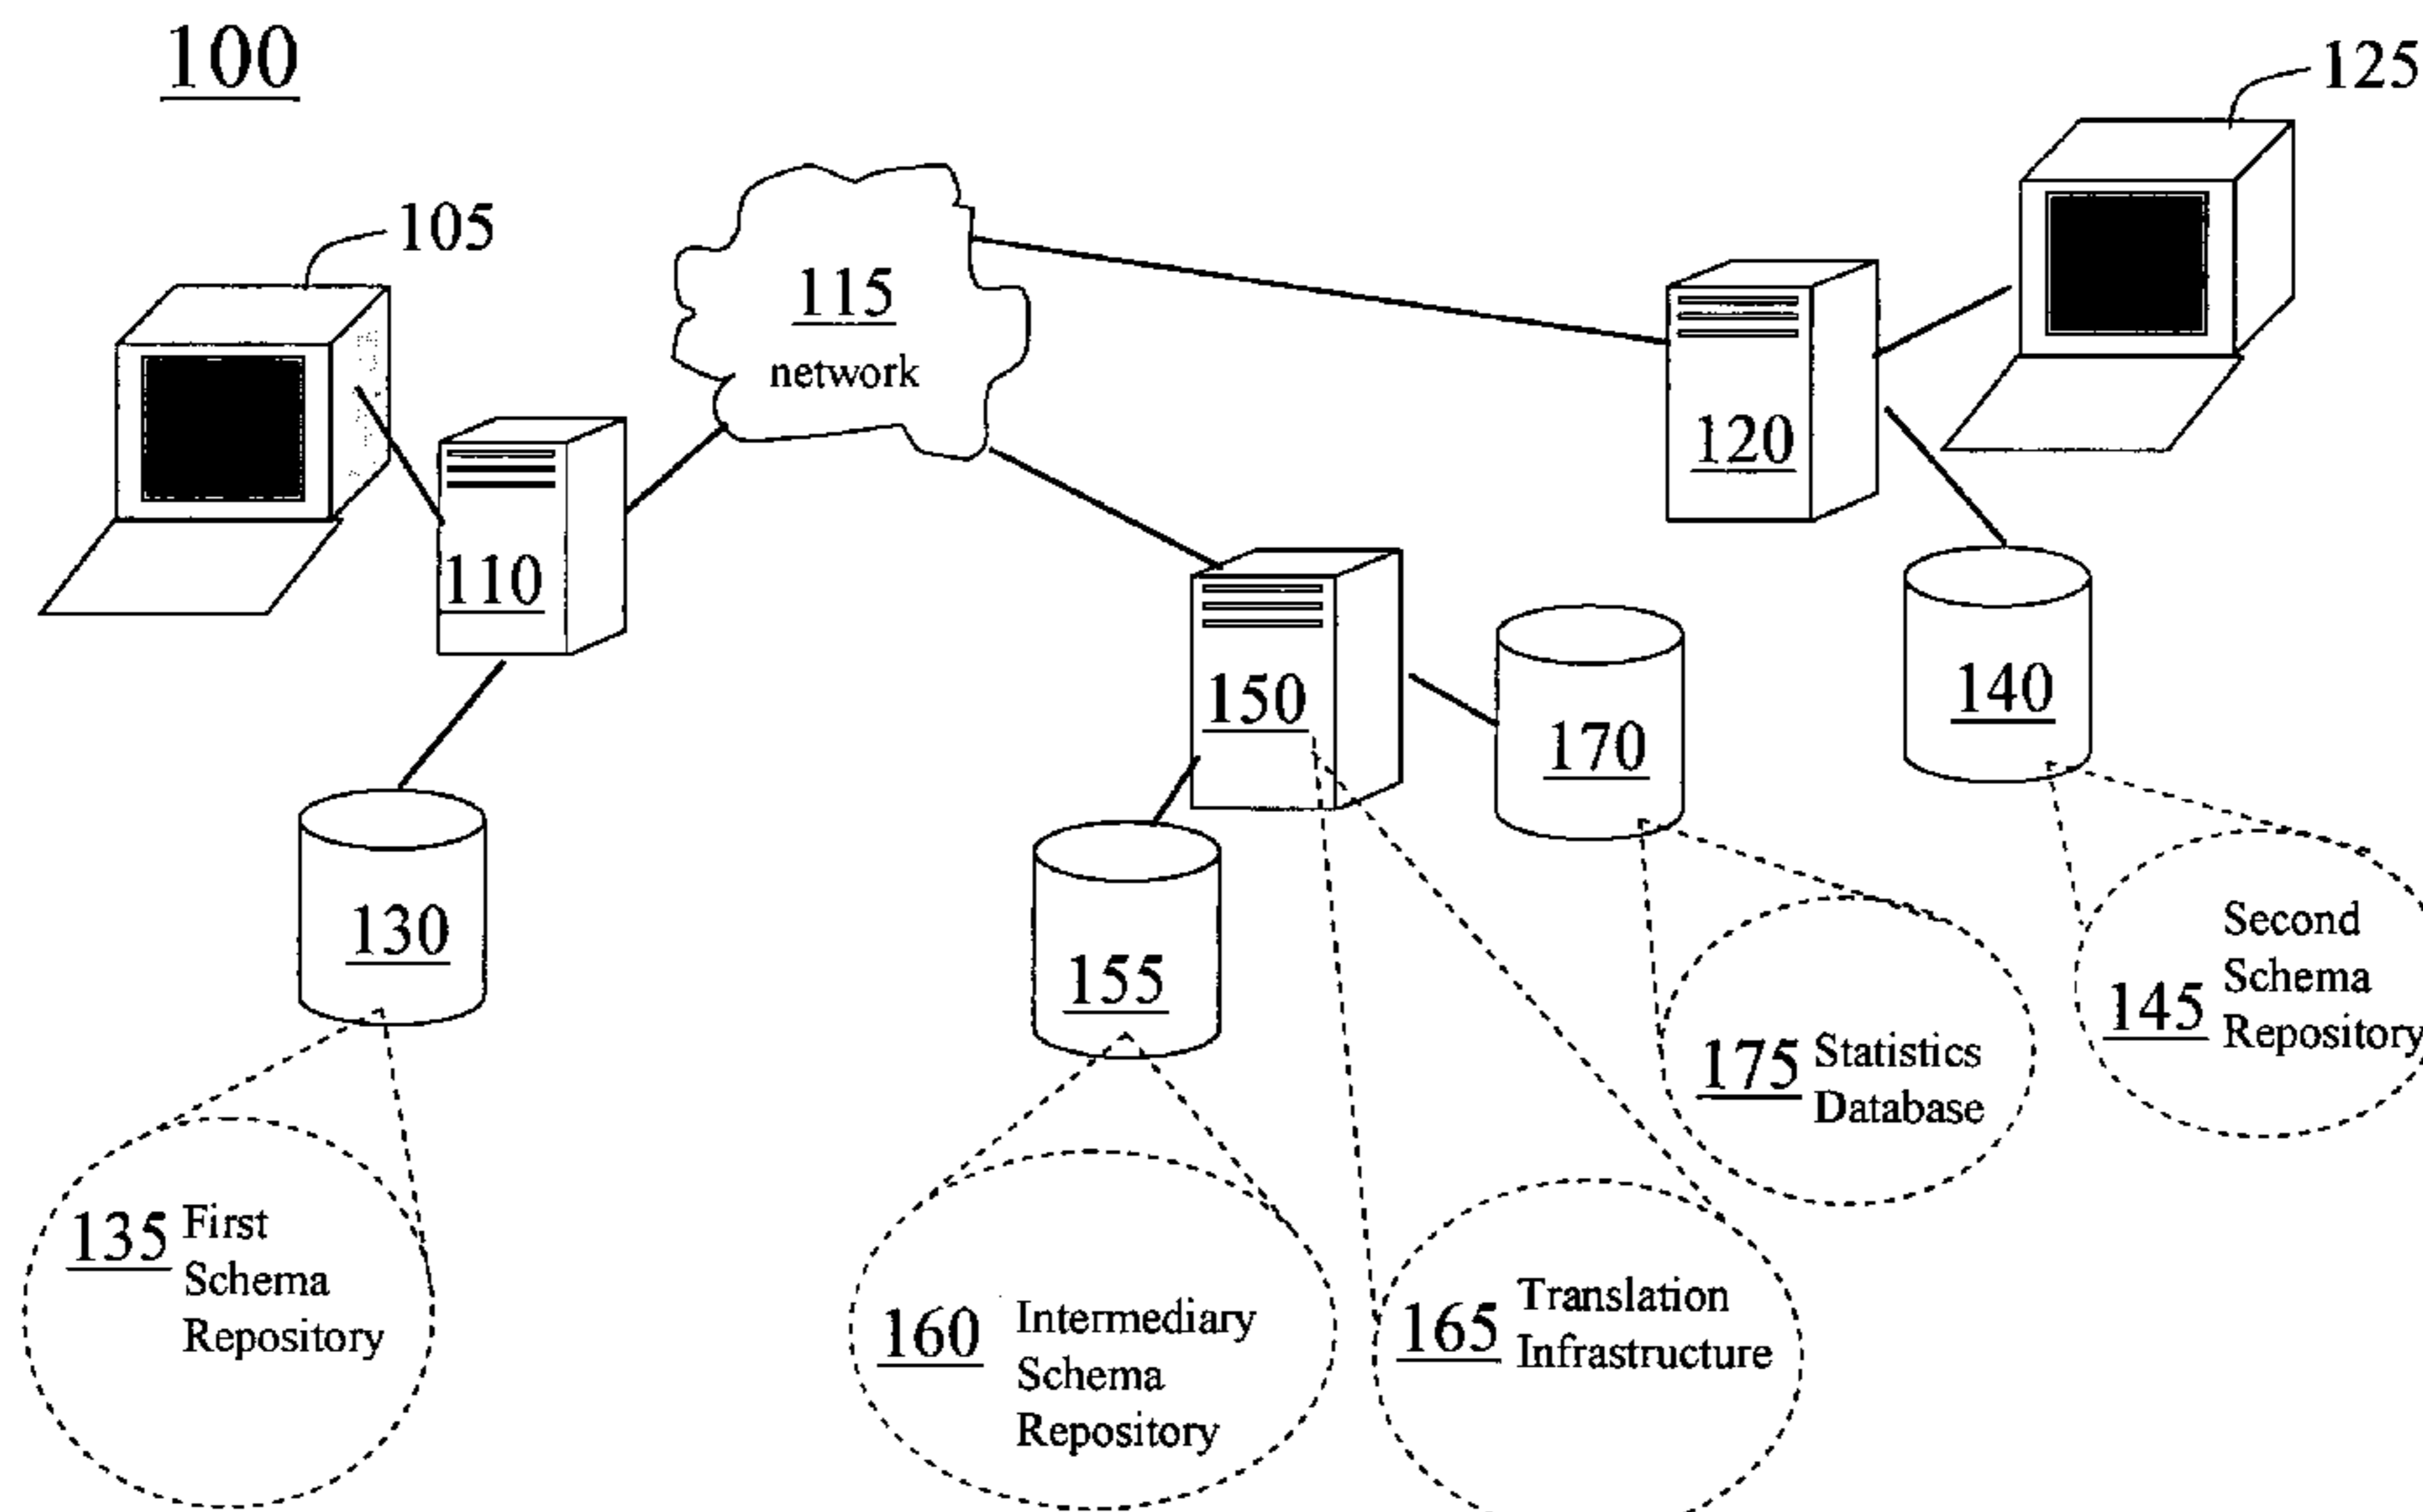 100
125
105
115
network
120
110
150
140
170
130
155
Second
Schema
145 Repository
175 Statistics
Database
135 First
Schema
Repository
160 Intermediary
Schema
Repository
165 Translation
Infrastructure